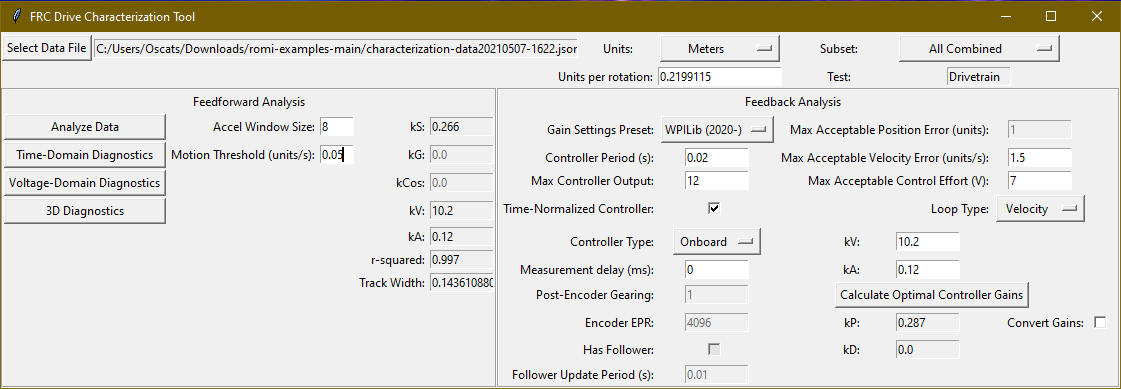 FRC Drive Characterization Tool
Select Data File C:/Users/Oscats/Downloads/romi-examples-main/characterization-data20210507-1622.jsor Units: Meters Subset: All Combined
Units per rotation: 0.2199115 Test: Drivetrain
Feedforward Analysis
Analyze Data Accel Window Size: 8 kS: 0.266
Time-Domain Diagnostics Motion Threshold (units/s): 0.05 kG: 0.0
Voltage-Domain Diagnostics kCos: 0.0
3D Diagnostics kV: 10.2
kA: 0.12
r-squared: 0.997
Track Width: 0.143610880
Feedback Analysis
Gain Settings Preset: WPILib (2020-) Max Acceptable Position Error (units): 1
Controller Period (s): 0.02 Max Acceptable Velocity Error (units/s): 1.5
Max Controller Output: 12 Max Acceptable Control Effort (V): 7
Time-Normalized Controller: Loop Type: Velocity
Controller Type: Onboard kV: 10.2
Measurement delay (ms): 0 kA: 0.12
Post-Encoder Gearing: 1 Calculate Optimal Controller Gains
Encoder EPR: 4096 kP: 0.287 Convert Gains:
Has Follower: kD: 0.0
Follower Update Period (s): 0.01